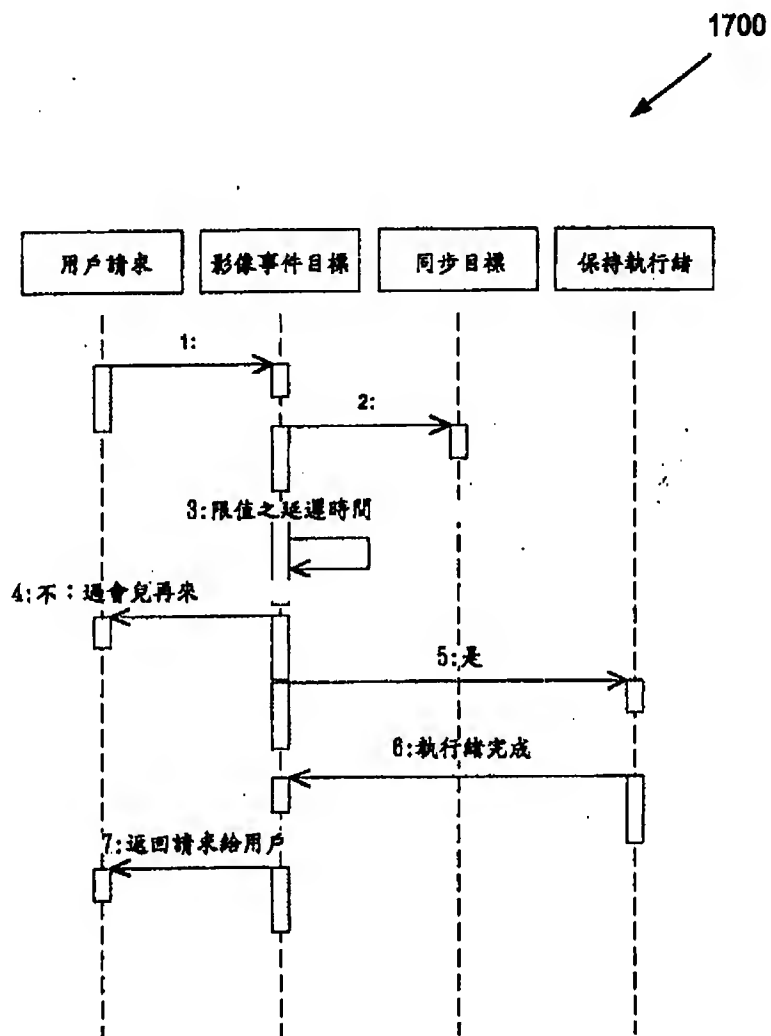 1700
用戶請求
影像事件目標
同步目標
保持執行緒
1:
2:
3:限值之延遲時間
4:不：過會兒再來
5:是
6:執行緒完成
7:返回請求給用戶